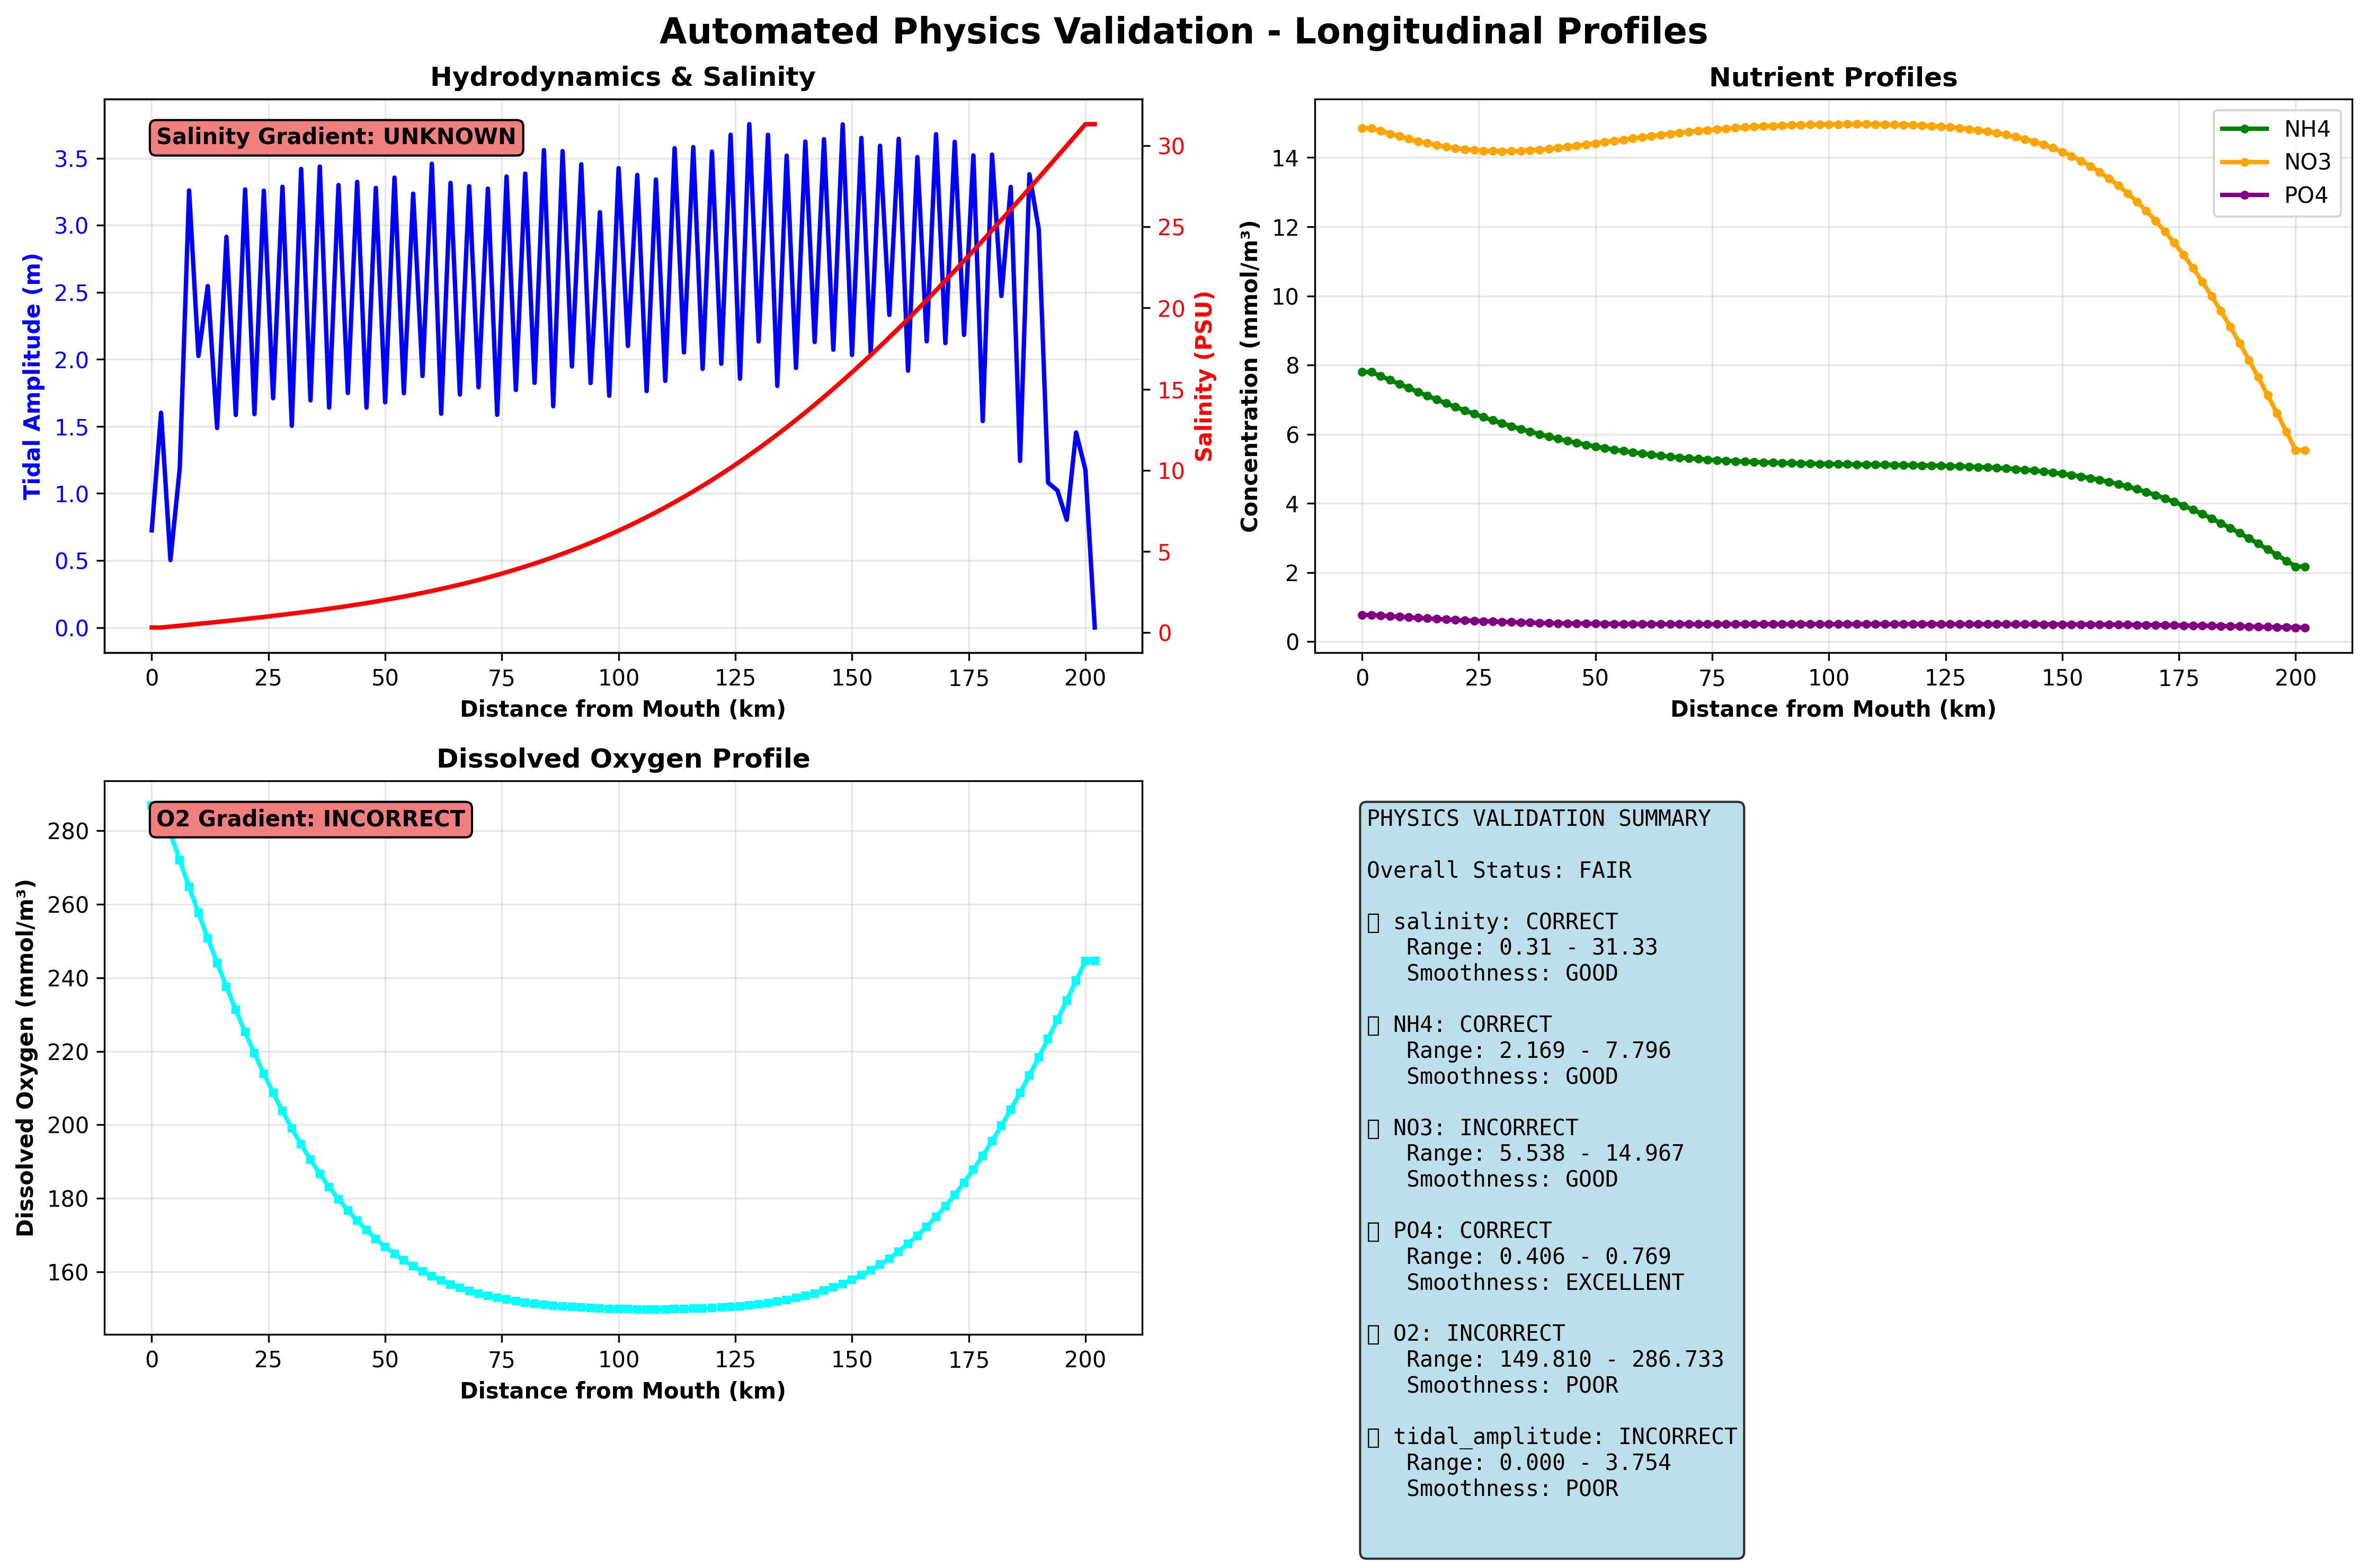 Automated Physics Validation - Longitudinal Profiles
Hydrodynamics & Salinity
Salinity Gradient: UNKNOWN
Tidal Amplitude (m)
3.5
3.0
2.5
2.0
1.5
1.0
0.5
0.0
Salinity (PSU)
30
25
20
15
10
5
0
0 25 50 75 100 125 150 175 200
Distance from Mouth (km)
Nutrient Profiles
NH4
NO3
PO4
Concentration (mmol/m³)
14
12
10
8
6
4
2
0
0 25 50 75 100 125 150 175 200
Distance from Mouth (km)
Dissolved Oxygen Profile
O2 Gradient: INCORRECT
Dissolved Oxygen (mmol/m³)
280
260
240
220
200
180
160
0 25 50 75 100 125 150 175 200
Distance from Mouth (km)
PHYSICS VALIDATION SUMMARY
Overall Status: FAIR
▯ salinity: CORRECT
Range: 0.31 - 31.33
Smoothness: GOOD
▯ NH4: CORRECT
Range: 2.169 - 7.796
Smoothness: GOOD
▯ NO3: INCORRECT
Range: 5.538 - 14.967
Smoothness: GOOD
▯ PO4: CORRECT
Range: 0.406 - 0.769
Smoothness: EXCELLENT
▯ O2: INCORRECT
Range: 149.810 - 286.733
Smoothness: POOR
▯ tidal_amplitude: INCORRECT
Range: 0.000 - 3.754
Smoothness: POOR